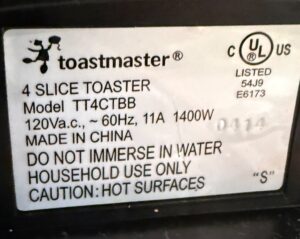 toastmaster®
C UL US
LISTED
54J9
E6173
4 SLICE TOASTER
Model TT4CTBB
120Va.c., ~ 60Hz, 11A 1400W
0414
MADE IN CHINA
DO NOT IMMERSE IN WATER
HOUSEHOLD USE ONLY
CAUTION: HOT SURFACES "S"